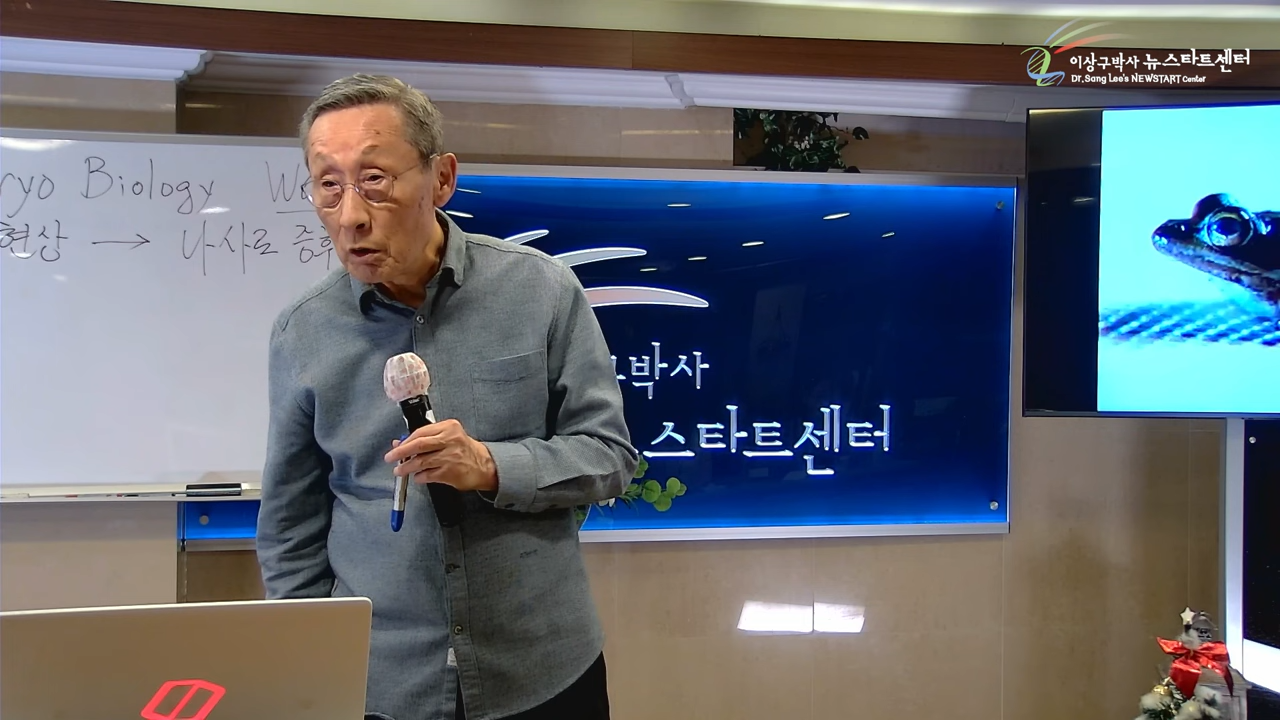 이상구박사 뉴스타트센터
Dr. Sang Lee's NEWSTART Center
ryo Biology
현상 → 나사로 증후
박사
스타트센터